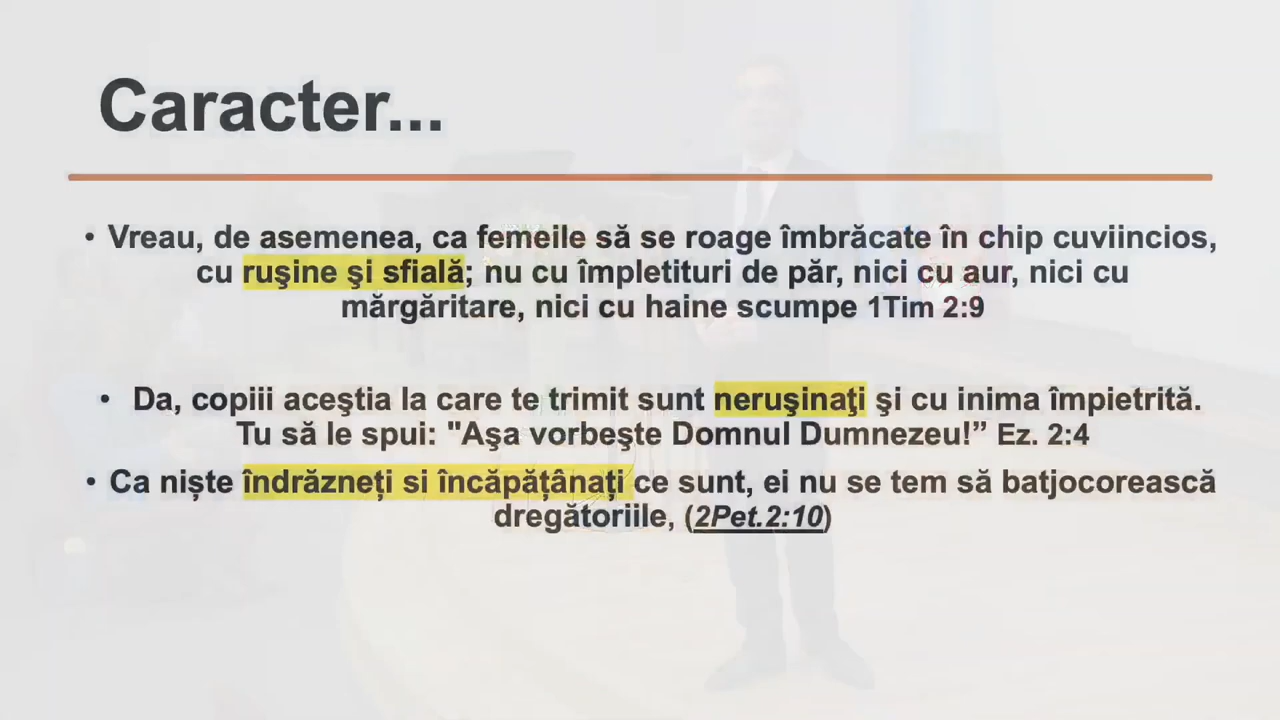 Caracter...
• Vreau, de asemenea, ca femeile să se roage îmbrăcate în chip cuviincios,
cu ruşine şi sfială; nu cu împletituri de păr, nici cu aur, nici cu
mărgăritare, nici cu haine scumpe 1Tim 2:9
• Da, copiii aceştia la care te trimit sunt neruşinaţi şi cu inima împietrită.
Tu să le spui: "Aşa vorbeşte Domnul Dumnezeu!” Ez. 2:4
• Ca niște îndrăzneți si încăpățânați ce sunt, ei nu se tem să batjocorească
dregătoriile, (2Pet.2:10)